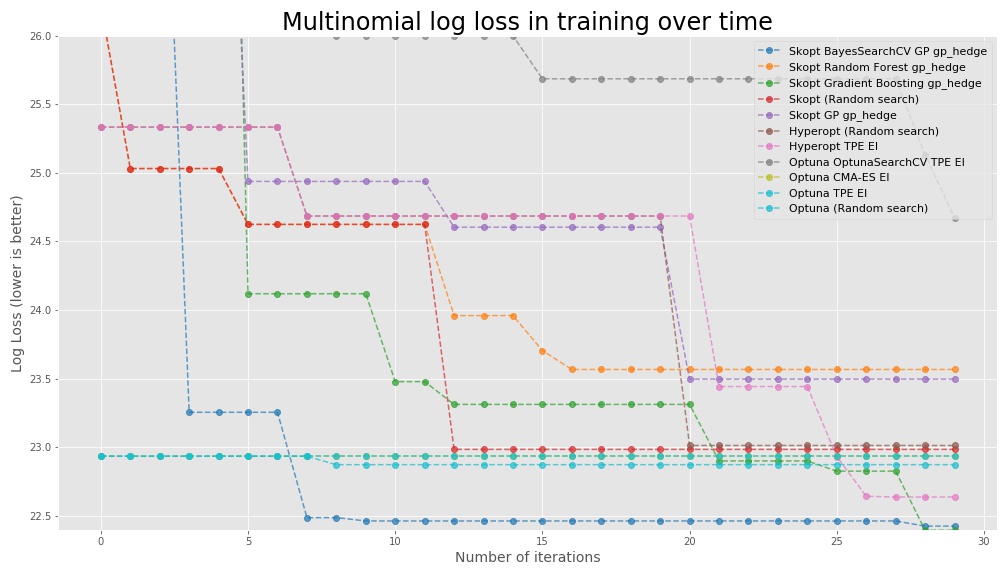 Multinomial log loss in training over time
Log Loss (lower is better)
26.0
25.5
25.0
24.5
24.0
23.5
23.0
22.5
Skopt BayesSearchCV GP gp_hedge
Skopt Random Forest gp_hedge
Skopt Gradient Boosting gp_hedge
Skopt (Random search)
Skopt GP gp_hedge
Hyperopt (Random search)
Hyperopt TPE EI
Optuna OptunaSearchCV TPE EI
Optuna CMA-ES EI
Optuna TPE EI
Optuna (Random search)
0 5 10 15 20 25 30
Number of iterations